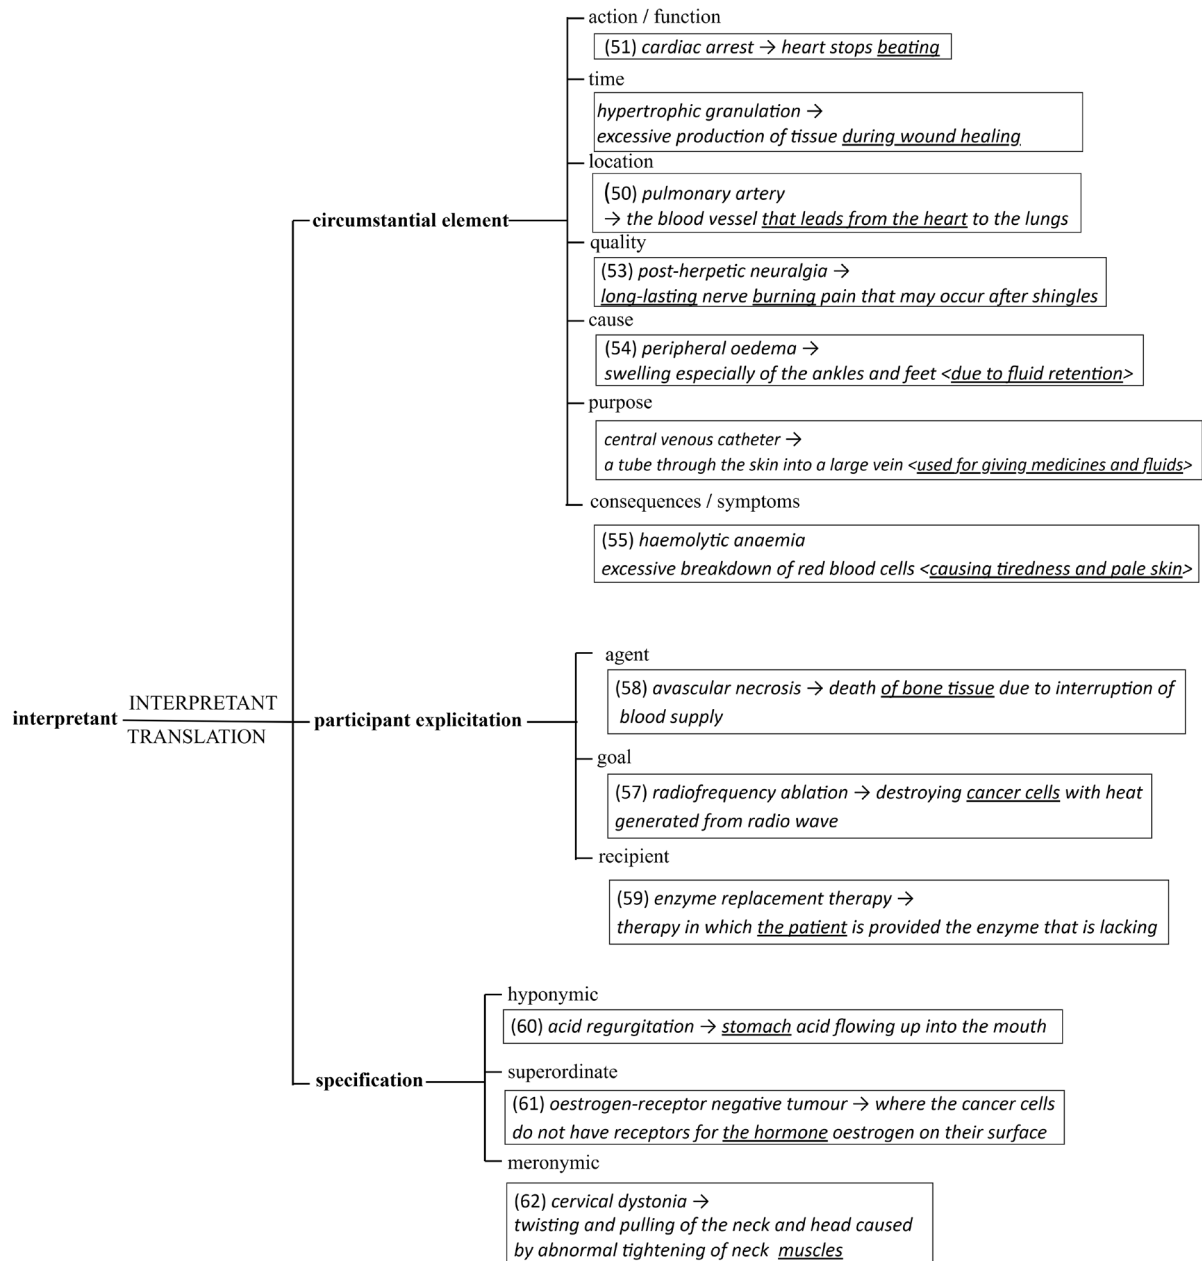 action / function
(51) cardiac arrest → heart stops beating
time
hypertrophic granulation →
excessive production of tissue during wound healing
location
(50) pulmonary artery
→ the blood vessel that leads from the heart to the lungs
circumstantial element
quality
(53) post-herpetic neuralgia →
long-lasting nerve burning pain that may occur after shingles
cause
(54) peripheral oedema →
swelling especially of the ankles and feet <due to fluid retention>
purpose
central venous catheter →
a tube through the skin into a large vein <used for giving medicines and fluids>
consequences / symptoms
(55) haemolytic anaemia
excessive breakdown of red blood cells <causing tiredness and pale skin>
interpretant
INTERPRETANT
TRANSLATION
participant explicitation
agent
(58) avascular necrosis → death of bone tissue due to interruption of
blood supply
goal
(57) radiofrequency ablation → destroying cancer cells with heat
generated from radio wave
recipient
(59) enzyme replacement therapy →
therapy in which the patient is provided the enzyme that is lacking
specification
hyponymic
(60) acid regurgitation → stomach acid flowing up into the mouth
superordinate
(61) oestrogen-receptor negative tumour → where the cancer cells
do not have receptors for the hormone oestrogen on their surface
meronymic
(62) cervical dystonia →
twisting and pulling of the neck and head caused
by abnormal tightening of neck muscles